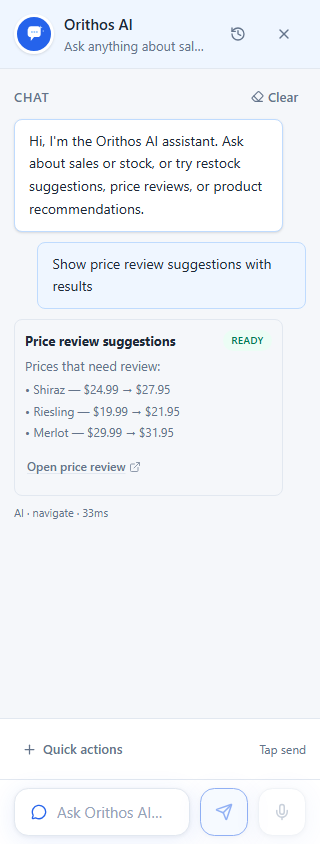 Orithos AI
Ask anything about sal...
CHAT
Clear
Hi, I'm the Orithos AI assistant. Ask
about sales or stock, or try restock
suggestions, price reviews, or product
recommendations.
Show price review suggestions with
results
Price review suggestions
READY
Prices that need review:
• Shiraz — $24.99 → $27.95
• Riesling — $19.99 → $21.95
• Merlot — $29.99 → $31.95
Open price review
AI · navigate · 33ms
Quick actions
Tap send
Ask Orithos AI...